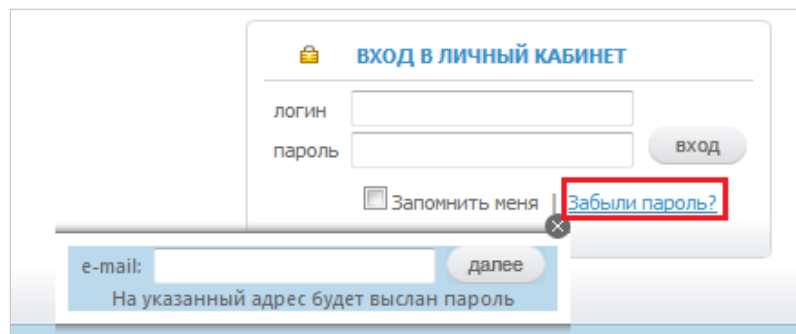 ВХОД В ЛИЧНЫЙ КАБИНЕТ
логин
пароль
вход
Запомнить меня | Забыли пароль?
e-mail:
далее
На указанный адрес будет выслан пароль